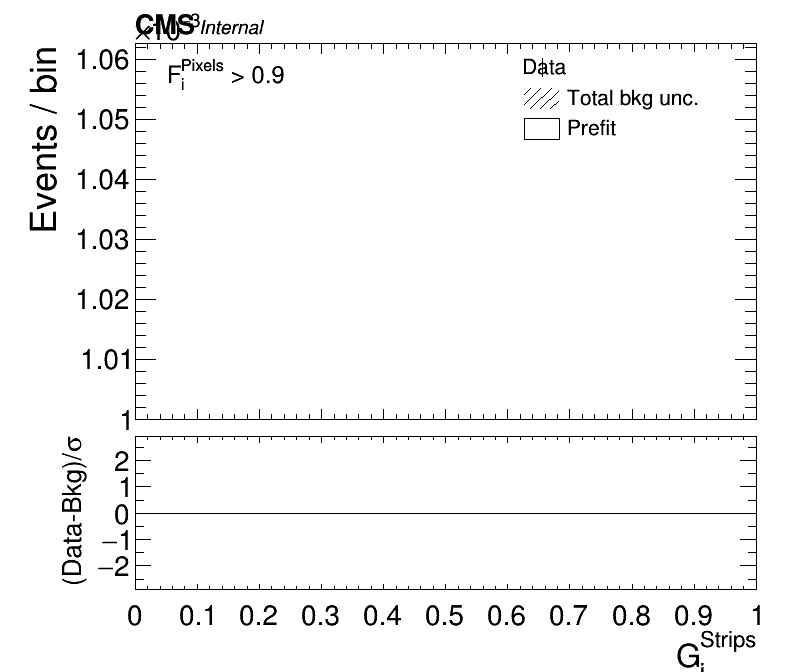 CMS Internal
×10⁻³
Events / bin
1.06
1.05
1.04
1.03
1.02
1.01
1
F_i^Pixels > 0.9
Data
Total bkg unc.
Prefit
(Data-Bkg)/σ
2
1
0
−1
−2
0 0.1 0.2 0.3 0.4 0.5 0.6 0.7 0.8 0.9 1
G_i^Strips